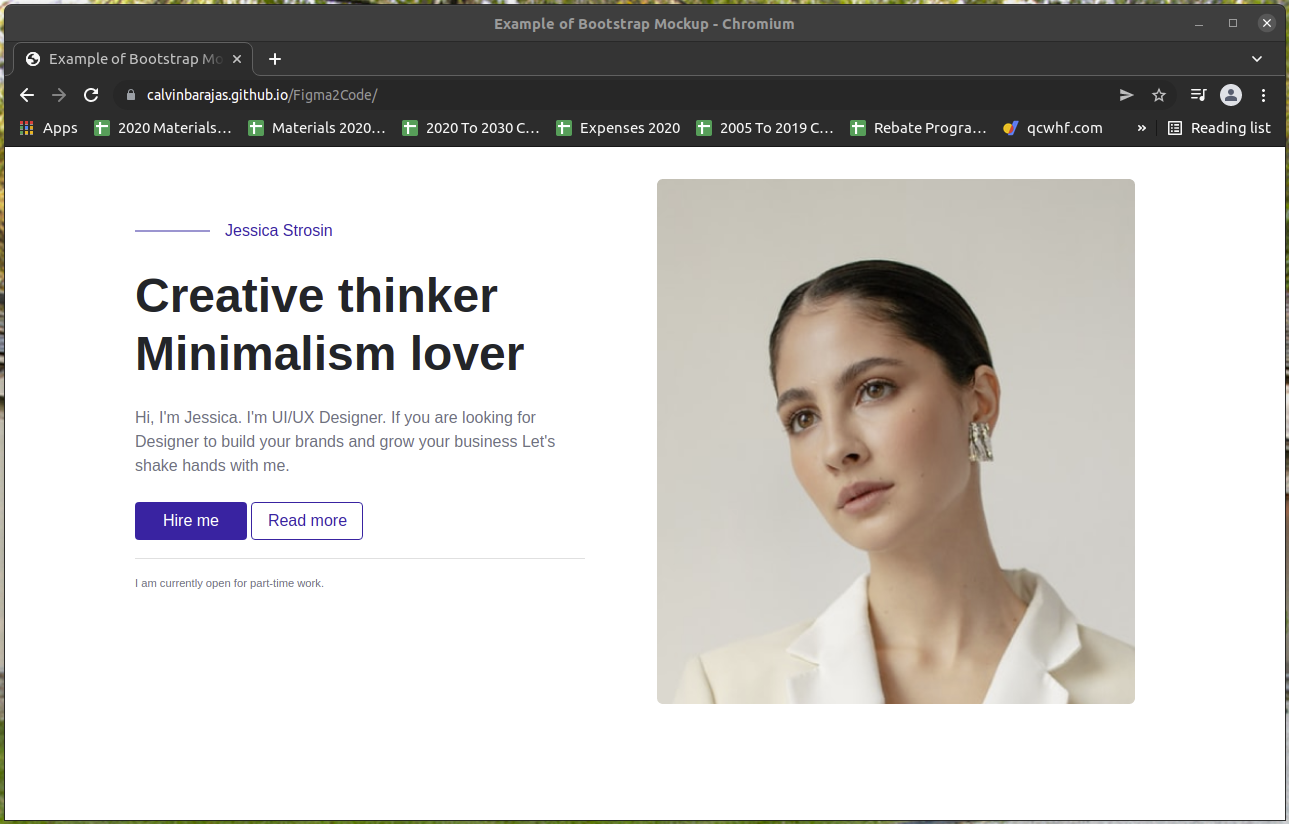 Example of Bootstrap Mockup - Chromium
Example of Bootstrap Mo
calvinbarajas.github.io/Figma2Code/
Apps
2020 Materials…
Materials 2020…
2020 To 2030 C…
Expenses 2020
2005 To 2019 C…
Rebate Progra…
qcwhf.com
»
Reading list
Jessica Strosin
Creative thinker
Minimalism lover
Hi, I'm Jessica. I'm UI/UX Designer. If you are looking for
Designer to build your brands and grow your business Let's
shake hands with me.
Hire me
Read more
I am currently open for part-time work.